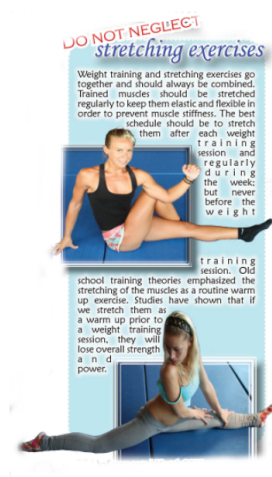 DO NOT NEGLECT
stretching exercises
Weight training and stretching exercises go
together and should always be combined.
Trained muscles should be stretched
regularly to keep them elastic and flexible in
order to prevent muscle stiffness. The best
schedule should be to stretch
them after each weight
training
session and
regularly
during
the week;
but never
before the
weight
training
session. Old
school training theories emphasized the
stretching of the muscles as a routine warm
up exercise. Studies have shown that if
we stretch them as
a warm up prior to
a weight training
session, they will
lose overall strength
and
power.